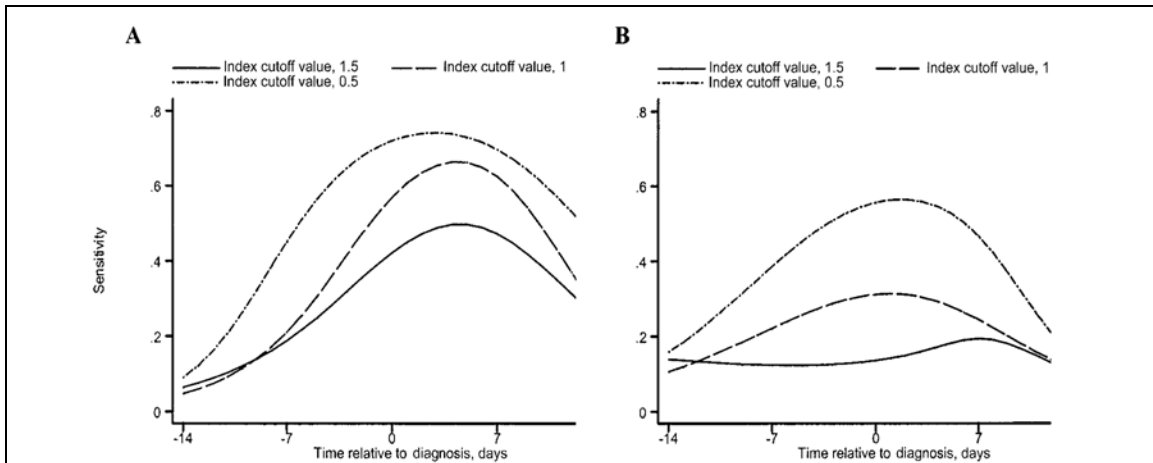 A
Index cutoff value, 1.5
Index cutoff value, 1
Index cutoff value, 0.5
.8
.6
.4
.2
0
Sensitivity
-14
-7
0
7
Time relative to diagnosis, days
B
Index cutoff value, 1.5
Index cutoff value, 1
Index cutoff value, 0.5
.8
.6
.4
.2
0
-14
-7
0
7
Time relative to diagnosis, days